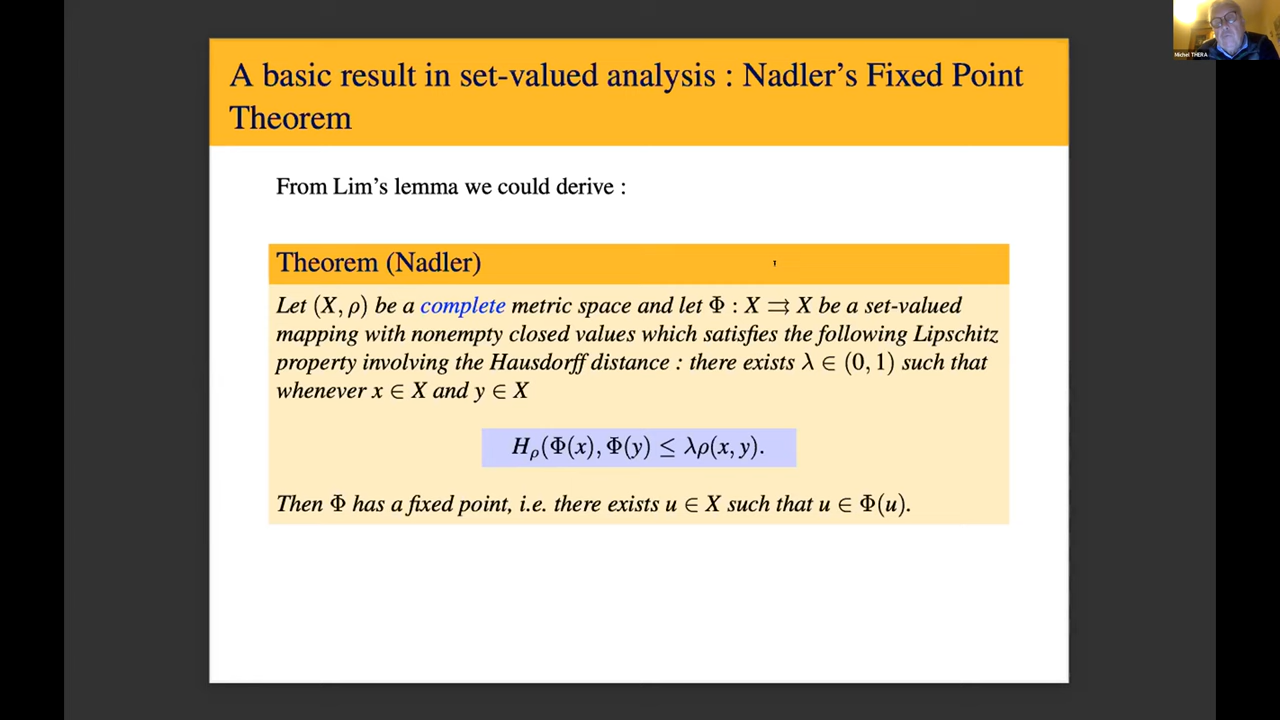 Michel THERA
A basic result in set-valued analysis : Nadler's Fixed Point
Theorem
From Lim's lemma we could derive :
Theorem (Nadler)
Let (X, ρ) be a complete metric space and let Φ : X ⇉ X be a set-valued
mapping with nonempty closed values which satisfies the following Lipschitz
property involving the Hausdorff distance : there exists λ ∈ (0, 1) such that
whenever x ∈ X and y ∈ X
H_ρ(Φ(x), Φ(y) ≤ λρ(x, y).
Then Φ has a fixed point, i.e. there exists u ∈ X such that u ∈ Φ(u).